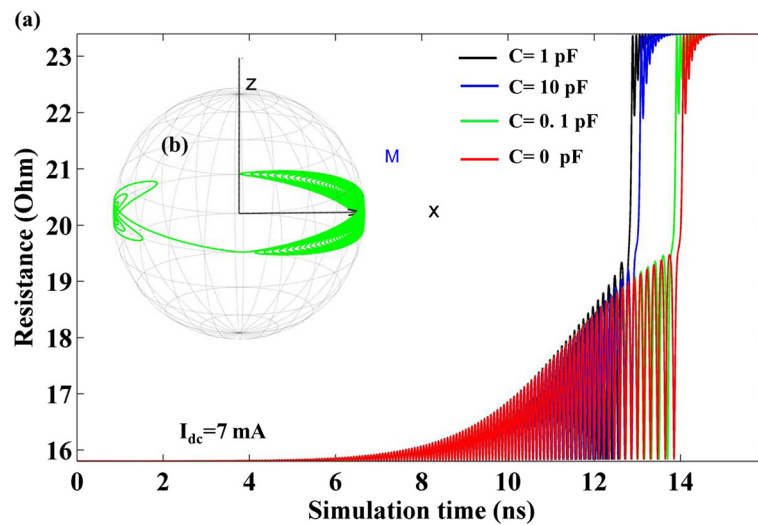 (a)
C= 1 pF
C= 10 pF
C= 0. 1 pF
C= 0 pF
Z
(b)
M
X
I_dc=7 mA
Resistance (Ohm)
23
22
21
20
19
18
17
16
0 2 4 6 8 10 12 14
Simulation time (ns)